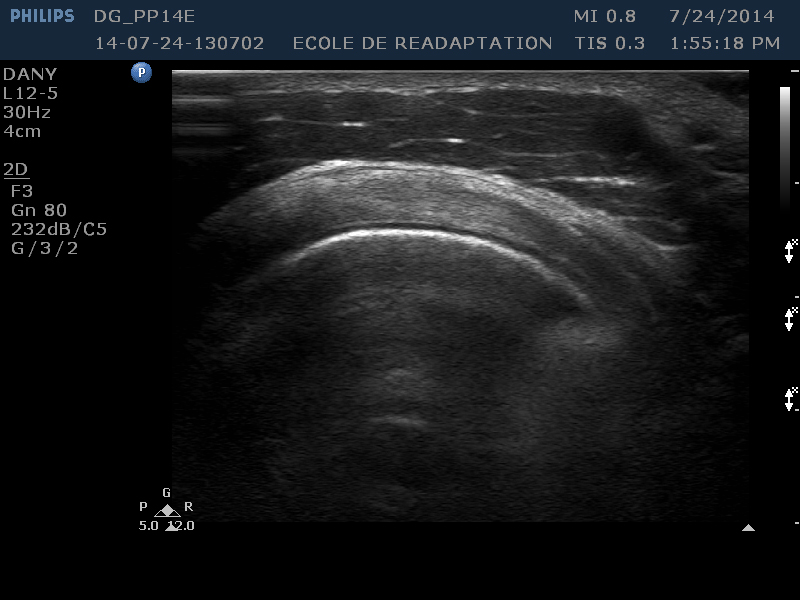 PHILIPS DG_PP14E MI 0.8 7/24/2014
14-07-24-130702 ECOLE DE READAPTATION TIS 0.3 1:55:18 PM
DANY
L12-5
30Hz
4cm
P
2D
F3
Gn 80
232dB/C5
G/3/2
G
P R
5.0 12.0